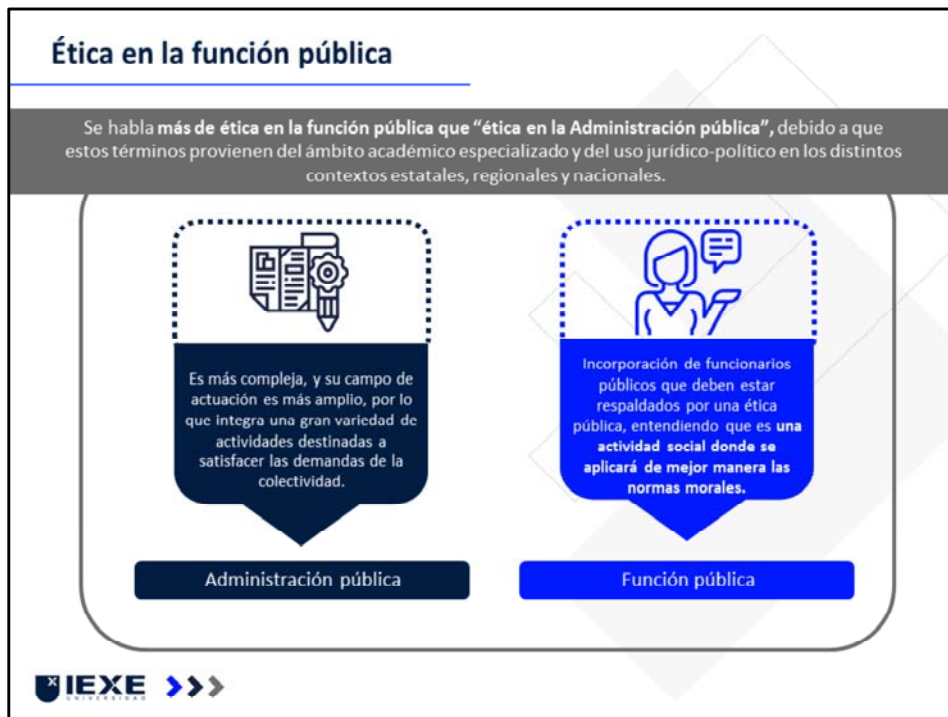 Ética en la función pública
Se habla más de ética en la función pública que “ética en la Administración pública”, debido a que
estos términos provienen del ámbito académico especializado y del uso jurídico-político en los distintos
contextos estatales, regionales y nacionales.
Es más compleja, y su campo de
actuación es más amplio, por lo
que integra una gran variedad de
actividades destinadas a
satisfacer las demandas de la
colectividad.
Administración pública
Incorporación de funcionarios
públicos que deben estar
respaldados por una ética
pública, entendiendo que es una
actividad social donde se
aplicará de mejor manera las
normas morales.
Función pública
IEXE
UNIVERSIDAD